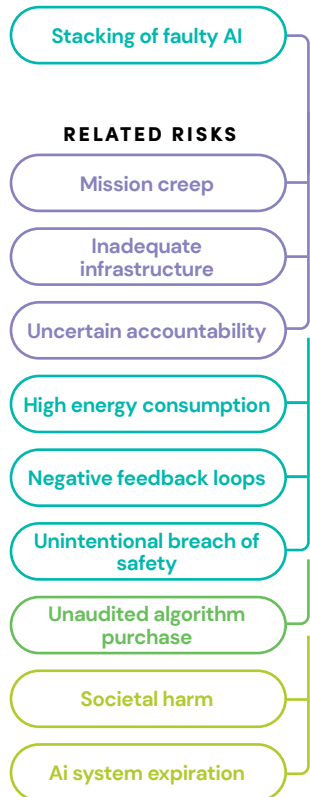 Stacking of faulty AI
RELATED RISKS
Mission creep
Inadequate
infrastructure
Uncertain accountability
High energy consumption
Negative feedback loops
Unintentional breach of
safety
Unaudited algorithm
purchase
Societal harm
Ai system expiration